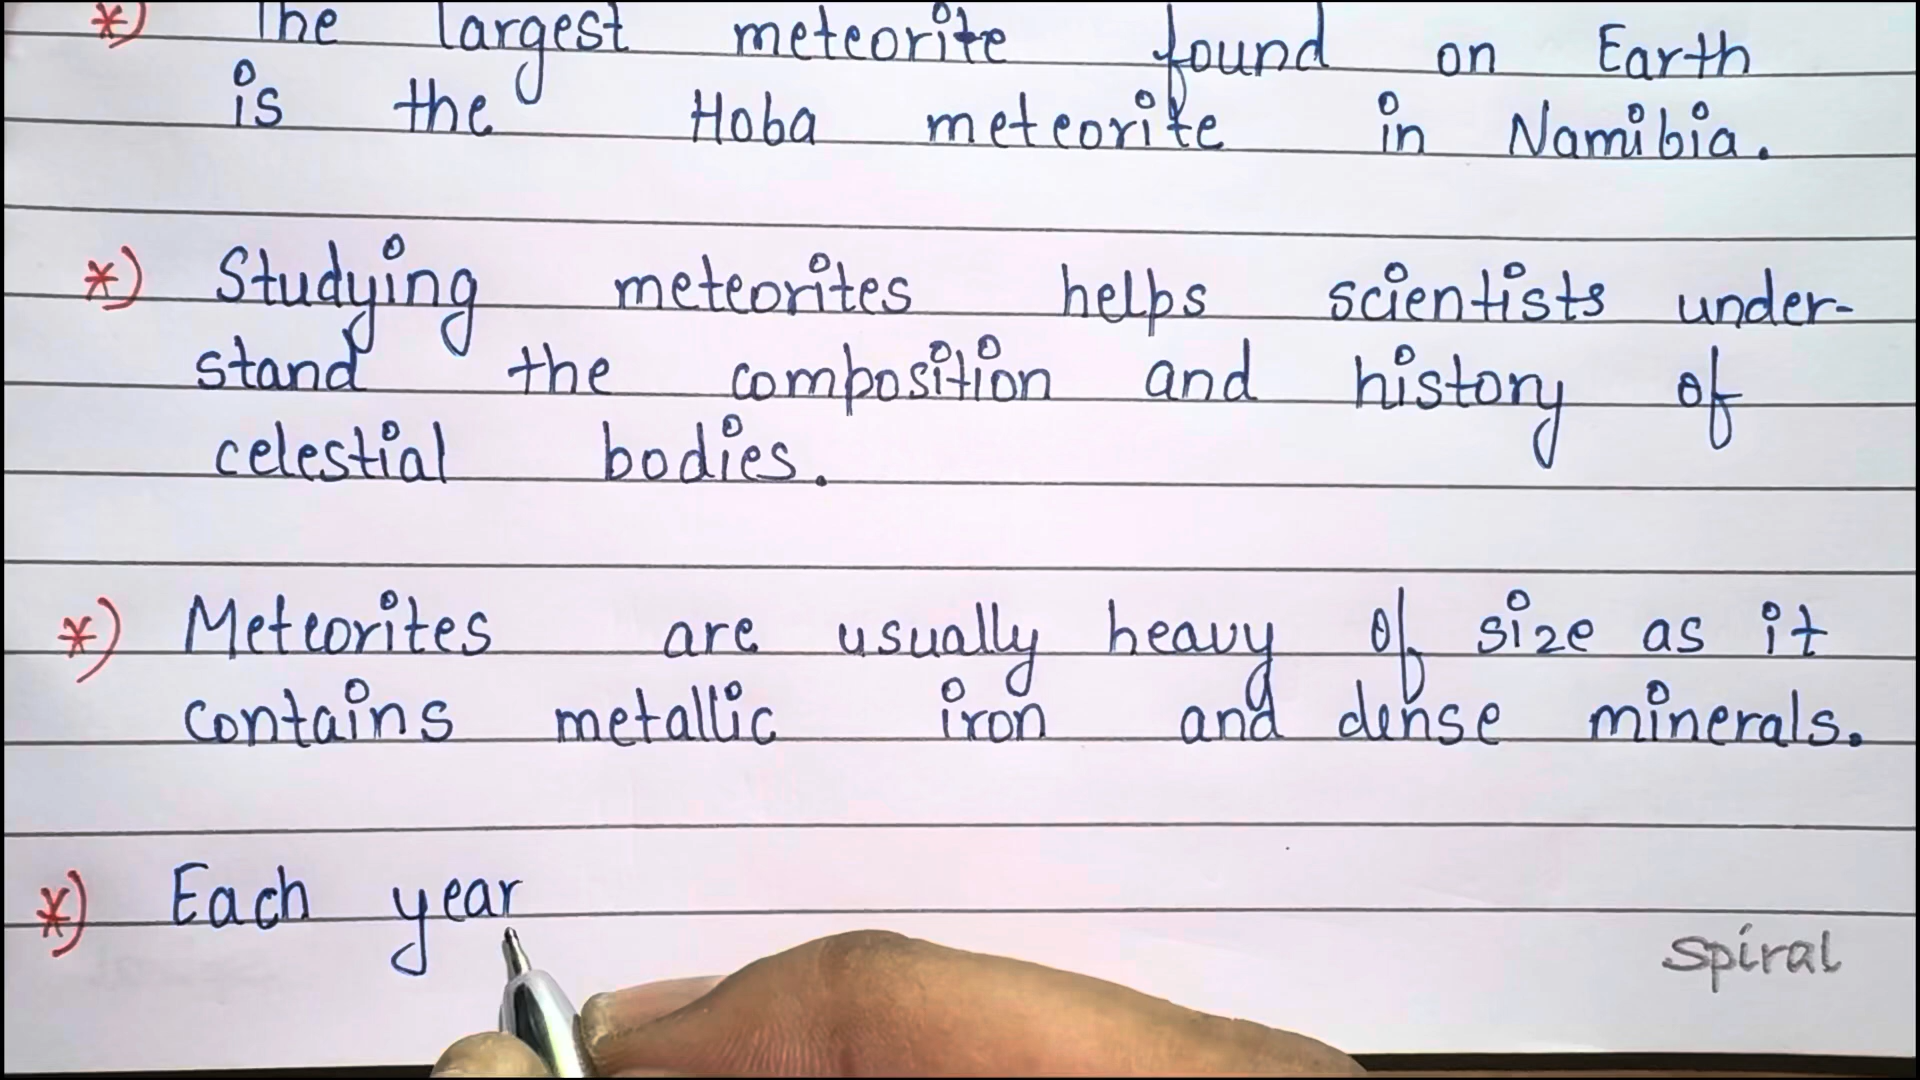 *) The largest meteorite found on Earth
is the Hoba meteorite in Namibia.
*) Studying meteorites helps scientists under-
stand the composition and history of
celestial bodies.
*) Meteorites are usually heavy of size as it
contains metallic iron and dense minerals.
*) Each year
Spiral